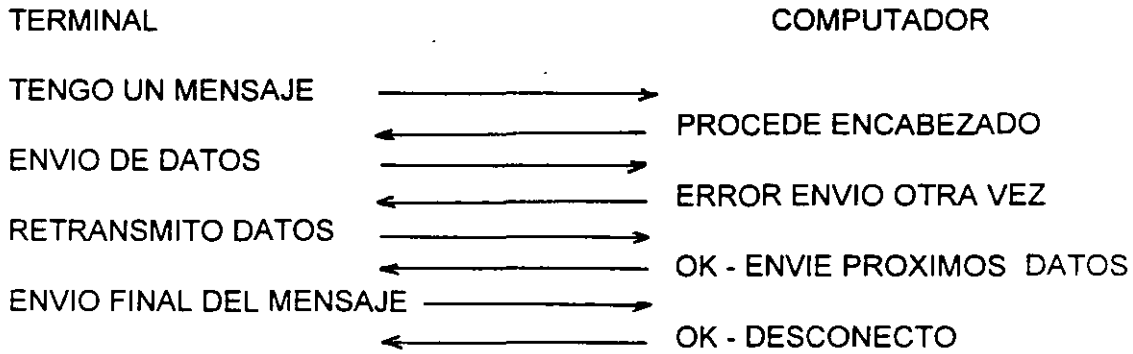 TERMINAL COMPUTADOR
TENGO UN MENSAJE
PROCEDE ENCABEZADO
ENVIO DE DATOS
ERROR ENVIO OTRA VEZ
RETRANSMITO DATOS
OK - ENVIE PROXIMOS DATOS
ENVIO FINAL DEL MENSAJE
OK - DESCONECTO